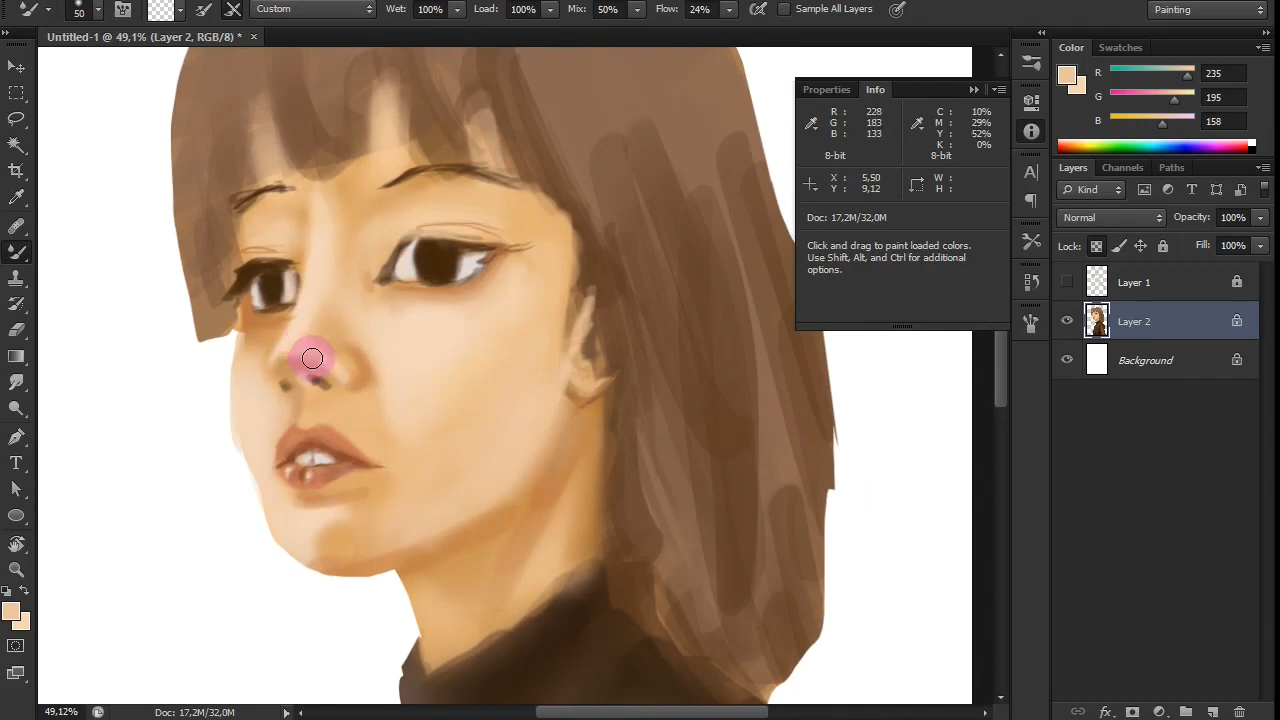 50
Custom
Wet: 100%
Load: 100%
Mix: 50%
Flow: 24%
Sample All Layers
Painting
Untitled-1 @ 49,1% (Layer 2, RGB/8) *
Properties
Info
R : 228
G : 183
B : 133
8-bit
C : 10%
M : 29%
Y : 52%
K : 0%
8-bit
X : 5,50
Y : 9,12
W :
H :
Doc: 17,2M/32,0M
Click and drag to paint loaded colors.
Use Shift, Alt, and Ctrl for additional
options.
Color
Swatches
R 235
G 195
B 158
Layers
Channels
Paths
Kind
Normal
Opacity: 100%
Lock:
Fill: 100%
Layer 1
Layer 2
Background
49,12%
Doc: 17,2M/32,0M